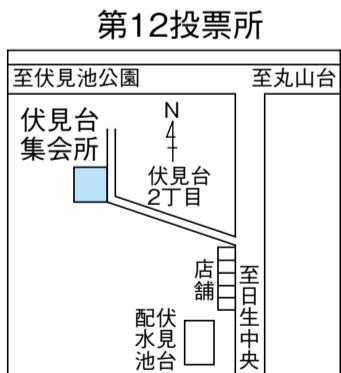 第12投票所
至伏見池公園
至丸山台
伏見台
集会所
N
伏見台
2丁目
店舗
至日生中央
伏見台
配水池